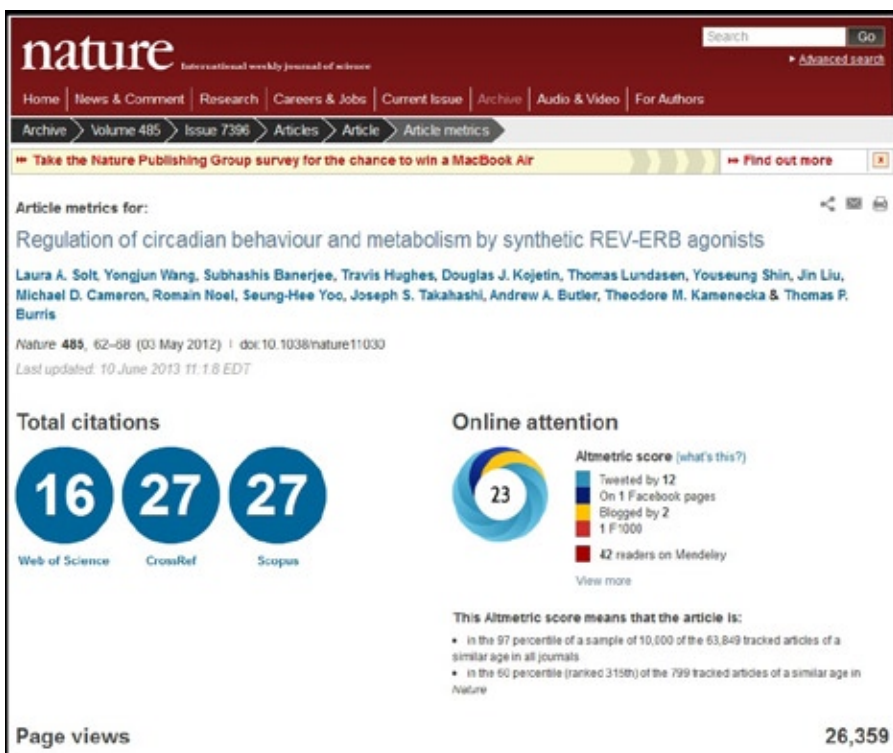 nature International weekly journal of science
Search Go
Advanced search
Home News & Comment Research Careers & Jobs Current Issue Archive Audio & Video For Authors
Archive Volume 485 Issue 7396 Articles Article Article metrics
Take the Nature Publishing Group survey for the chance to win a MacBook Air Find out more x
Article metrics for:
Regulation of circadian behaviour and metabolism by synthetic REV-ERB agonists
Laura A. Solt, Yongjun Wang, Subhashis Banerjee, Travis Hughes, Douglas J. Kojetin, Thomas Lundasen, Youseung Shin, Jin Liu,
Michael D. Cameron, Romain Noel, Seung-Hee Yoo, Joseph S. Takahashi, Andrew A. Butler, Theodore M. Kamenecka & Thomas P.
Burris
Nature 485, 62–68 (03 May 2012) | doi:10.1038/nature11030
Last updated: 10 June 2013 11:1:8 EDT
Total citations
16 27 27
Web of Science CrossRef Scopus
Online attention
23
Altmetric score (what's this?)
Tweeted by 12
On 1 Facebook pages
Blogged by 2
1 F1000
42 readers on Mendeley
View more
This Altmetric score means that the article is:
• in the 97 percentile of a sample of 10,000 of the 63,849 tracked articles of a
similar age in all journals
• in the 60 percentile (ranked 315th) of the 799 tracked articles of a similar age in
Nature
Page views 26,359